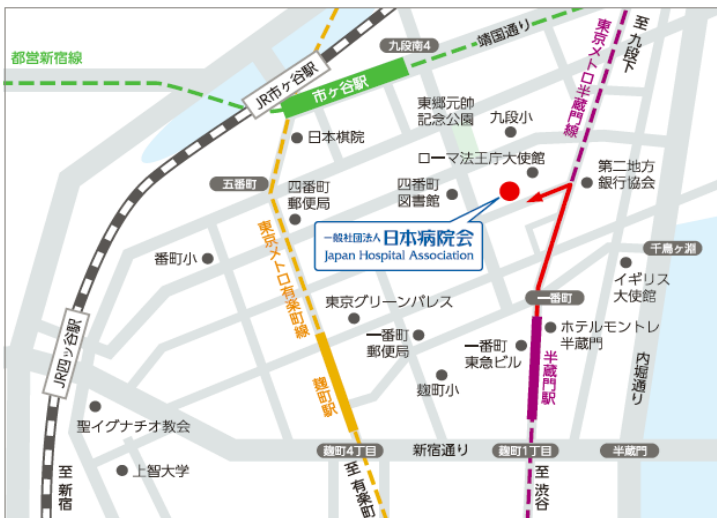 都営新宿線
JR市ヶ谷駅
市ヶ谷駅
九段南4
靖国通り
東京メトロ半蔵門線
至 九段下
日本棋院
東郷元帥
記念公園
九段小
ローマ法王庁大使館
第二地方
銀行協会
五番町
四番町
郵便局
四番町
図書館
一般社団法人 日本病院会
Japan Hospital Association
番町小
東京メトロ有楽町線
千鳥ヶ淵
イギリス
大使館
一番町
東京グリーンパレス
一番町
郵便局
一番町
東急ビル
ホテルモントレ
半蔵門
半蔵門駅
内堀通り
JR四ッ谷駅
麹町駅
麹町小
聖イグナチオ教会
上智大学
麹町4丁目
新宿通り
麹町1丁目
半蔵門
至 新宿
至 有楽町
至 渋谷